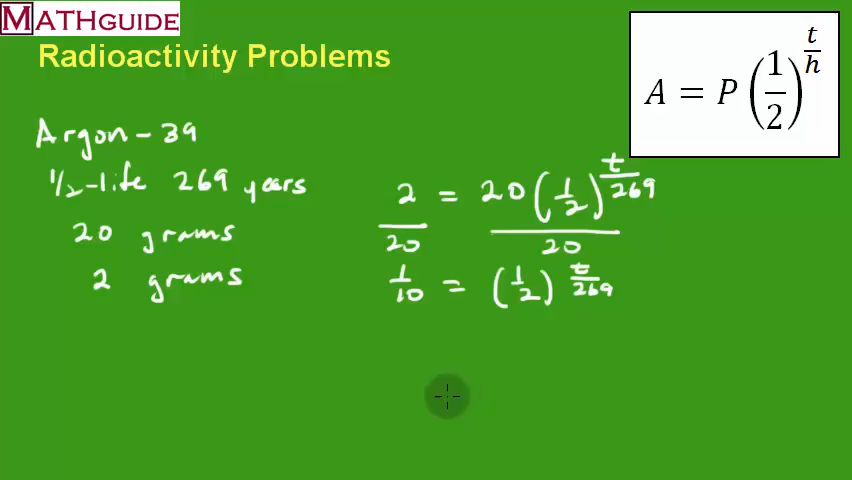 MATHGUIDE
Radioactivity Problems
A = P(1/2)^(t/h)
Argon - 39
1/2-life 269 years
20 grams
2 grams
2 = 20(1/2)^(t/269)
20 20
1/10 = (1/2)^(t/269)